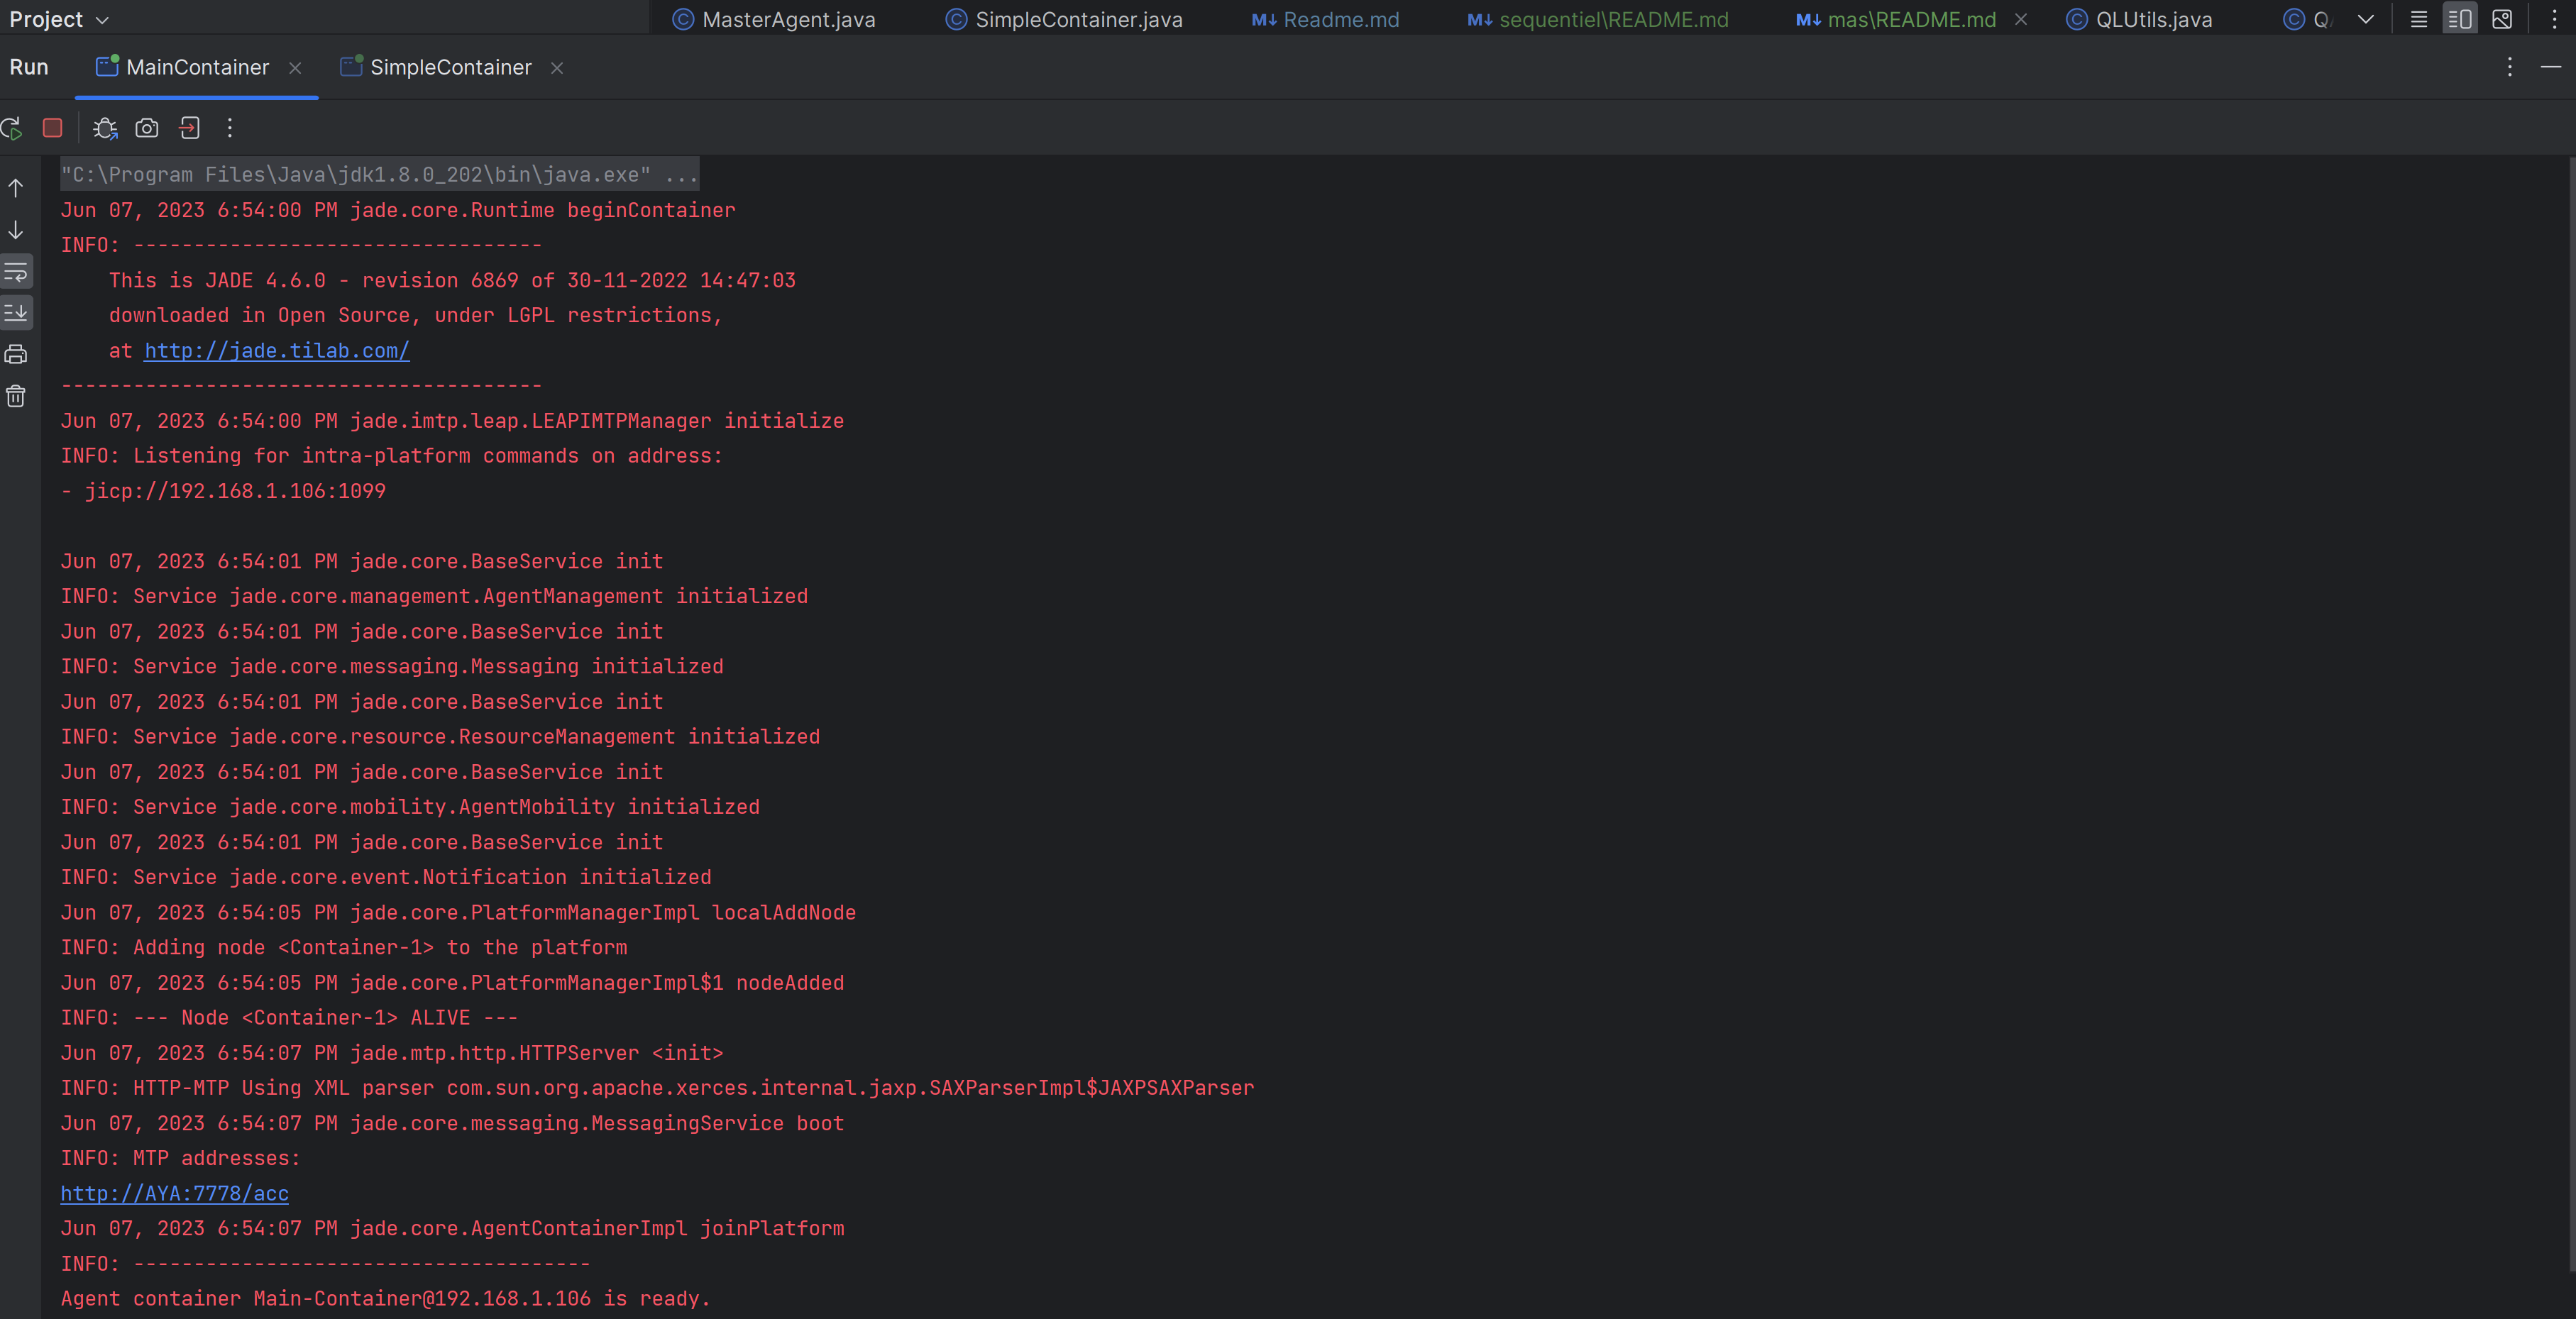 Project
MasterAgent.java
SimpleContainer.java
M↓ Readme.md
M↓ sequentiel\README.md
M↓ mas\README.md
QLUtils.java
Run
MainContainer
SimpleContainer
"C:\Program Files\Java\jdk1.8.0_202\bin\java.exe" ...
Jun 07, 2023 6:54:00 PM jade.core.Runtime beginContainer
INFO: ----------------------------------
    This is JADE 4.6.0 - revision 6869 of 30-11-2022 14:47:03
    downloaded in Open Source, under LGPL restrictions,
    at http://jade.tilab.com/
----------------------------------------
Jun 07, 2023 6:54:00 PM jade.imtp.leap.LEAPIMTPManager initialize
INFO: Listening for intra-platform commands on address:
- jicp://192.168.1.106:1099
Jun 07, 2023 6:54:01 PM jade.core.BaseService init
INFO: Service jade.core.management.AgentManagement initialized
Jun 07, 2023 6:54:01 PM jade.core.BaseService init
INFO: Service jade.core.messaging.Messaging initialized
Jun 07, 2023 6:54:01 PM jade.core.BaseService init
INFO: Service jade.core.resource.ResourceManagement initialized
Jun 07, 2023 6:54:01 PM jade.core.BaseService init
INFO: Service jade.core.mobility.AgentMobility initialized
Jun 07, 2023 6:54:01 PM jade.core.BaseService init
INFO: Service jade.core.event.Notification initialized
Jun 07, 2023 6:54:05 PM jade.core.PlatformManagerImpl localAddNode
INFO: Adding node <Container-1> to the platform
Jun 07, 2023 6:54:05 PM jade.core.PlatformManagerImpl$1 nodeAdded
INFO: --- Node <Container-1> ALIVE ---
Jun 07, 2023 6:54:07 PM jade.mtp.http.HTTPServer <init>
INFO: HTTP-MTP Using XML parser com.sun.org.apache.xerces.internal.jaxp.SAXParserImpl$JAXPSAXParser
Jun 07, 2023 6:54:07 PM jade.core.messaging.MessagingService boot
INFO: MTP addresses:
http://AYA:7778/acc
Jun 07, 2023 6:54:07 PM jade.core.AgentContainerImpl joinPlatform
INFO: --------------------------------------
Agent container Main-Container@192.168.1.106 is ready.